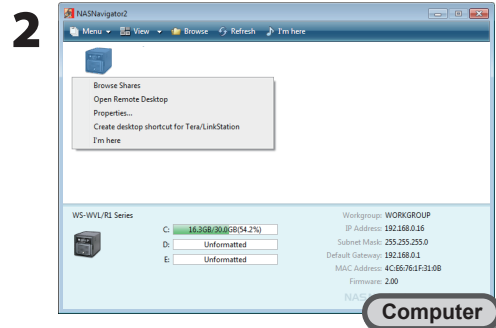 2
NASNavigator2
Menu View Browse Refresh I'm here
Browse Shares
Open Remote Desktop
Properties...
Create desktop shortcut for Tera/LinkStation
I'm here
WS-WVL/R1 Series
C: 16.3GB/30.0GB(54.2%)
D: Unformatted
E: Unformatted
Workgroup: WORKGROUP
IP Address: 192.168.0.16
Subnet Mask: 255.255.255.0
Default Gateway: 192.168.0.1
MAC Address: 4C:E6:76:1F:31:0B
Firmware: 2.00
NAS
Computer